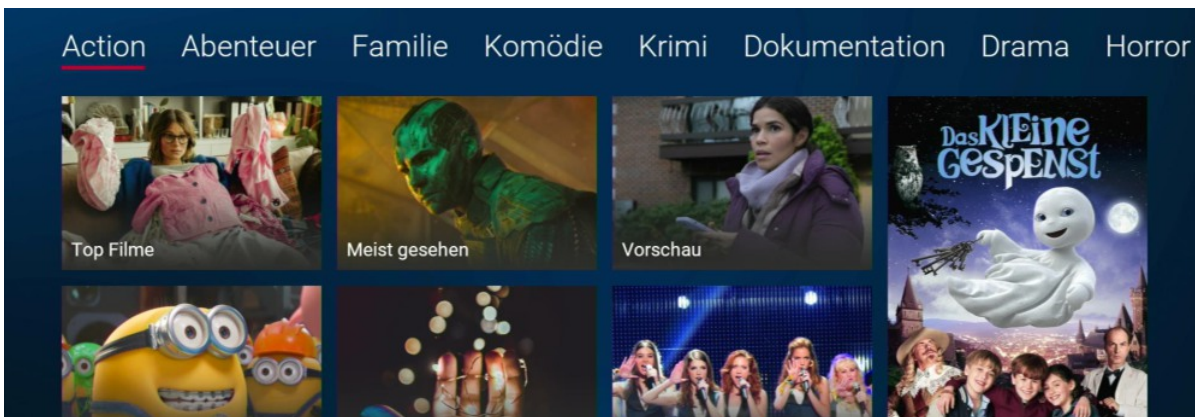 Action Abenteuer Familie Komödie Krimi Dokumentation Drama Horror
Top Filme
Meist gesehen
Vorschau
Das kleine
Gespenst